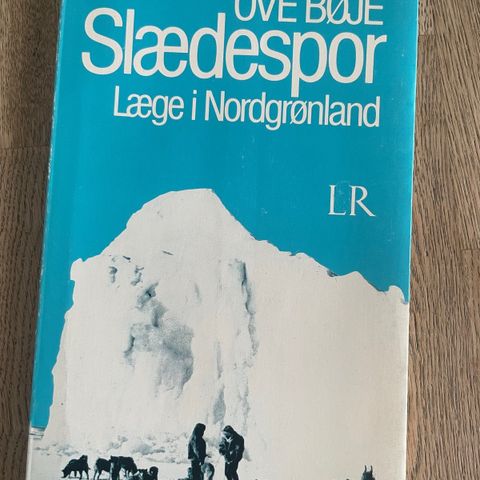 OVE BØJE
Slædespor
Læge i Nordgrønland
LR